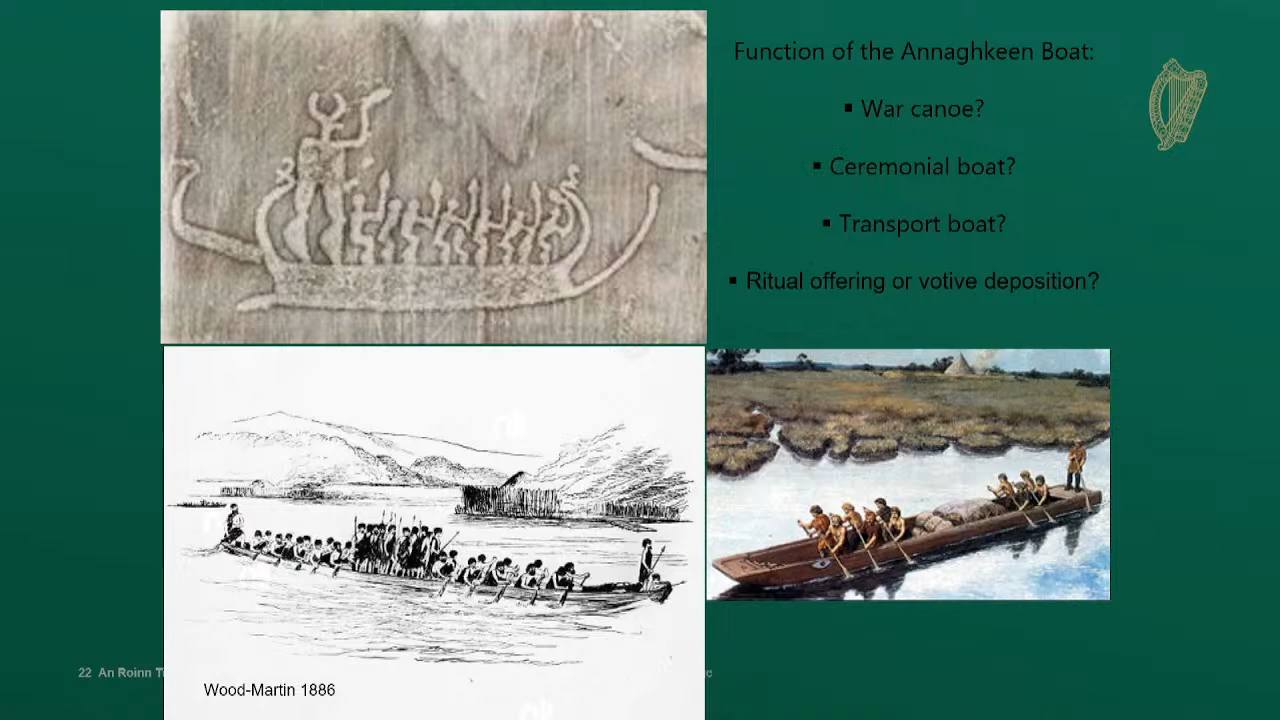 Function of the Annaghkeen Boat:
▪ War canoe?
▪ Ceremonial boat?
▪ Transport boat?
▪ Ritual offering or votive deposition?
Wood-Martin 1886
22 An Roinn